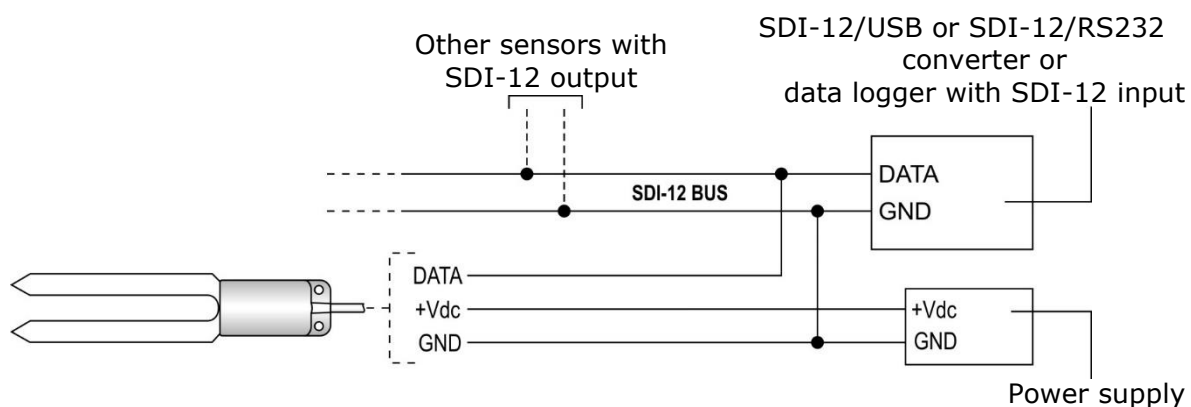 Other sensors with
SDI-12 output
SDI-12/USB or SDI-12/RS232
converter or
data logger with SDI-12 input
DATA
GND
SDI-12 BUS
DATA
+Vdc
GND
+Vdc
GND
Power supply